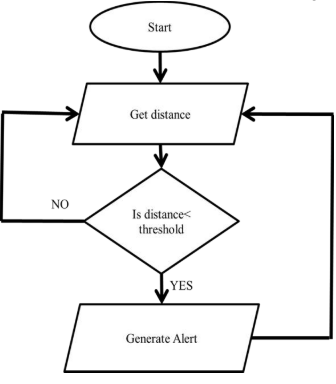 Start
Get distance
Is distance<
threshold
NO
YES
Generate Alert